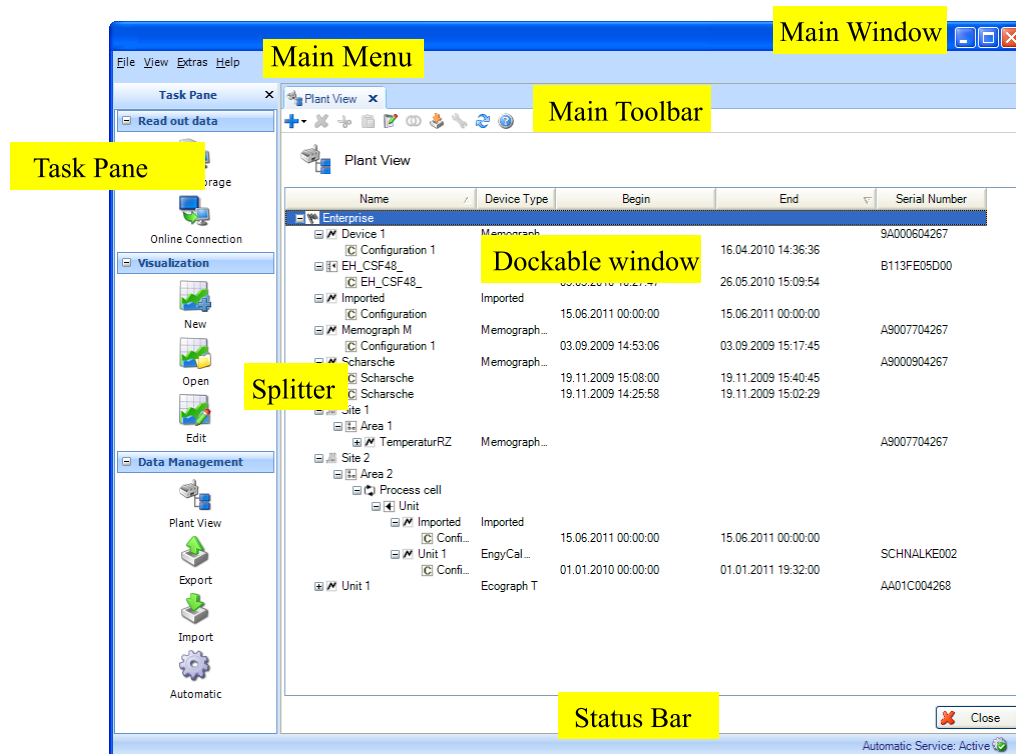 Main Window
Main Menu
File View Extras Help
Task Pane
Plant View
Main Toolbar
Read out data
Task Pane
Plant View
Name Device Type Begin End Serial Number
Enterprise
Online Connection
Device 1 9A000604267
Configuration 1 16.04.2010 14:36:36
Dockable window
Visualization
EH_CSF48_ B113FE05D00
EH_CSF48_ 26.05.2010 15:09:54
Imported Imported
Configuration 15.06.2011 00:00:00 15.06.2011 00:00:00
New
Memograph M Memograph... A9007704267
Configuration 1 03.09.2009 14:53:06 03.09.2009 15:17:45
Scharsche Memograph... A9000904267
Open
Splitter
Scharsche 19.11.2009 15:08:00 19.11.2009 15:40:45
Scharsche 19.11.2009 14:25:58 19.11.2009 15:02:29
Site 1
Area 1
Edit
TemperaturRZ Memograph... A9007704267
Data Management
Site 2
Area 2
Process cell
Unit
Plant View
Imported Imported
Confi... 15.06.2011 00:00:00 15.06.2011 00:00:00
Unit 1 EngyCal... SCHNALKE002
Confi... 01.01.2010 00:00:00 01.01.2011 19:32:00
Export
Unit 1 Ecograph T AA01C004268
Import
Automatic
Status Bar
Close
Automatic Service: Active